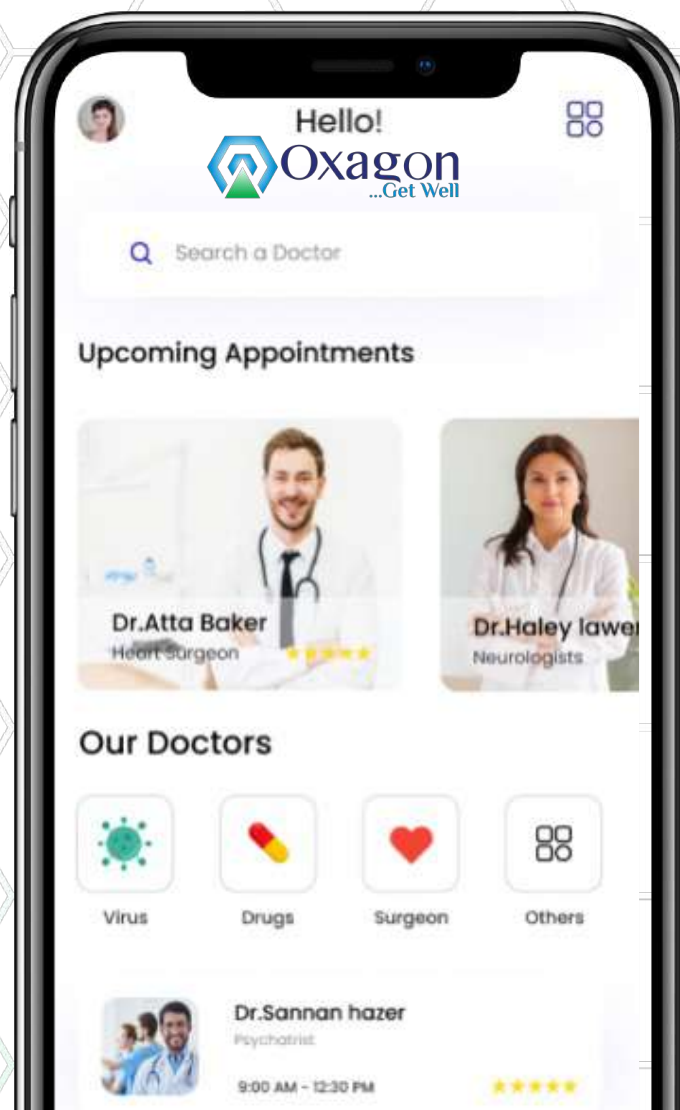 Hello!
Oxagon
...Get Well
Search a Doctor
Upcoming Appointments
Dr.Atta Baker
Heart Surgeon
Dr.Haley lawer
Neurologists
Our Doctors
Virus
Drugs
Surgeon
Others
Dr.Sannan hazer
Psychatrist
9:00 AM - 12:30 PM